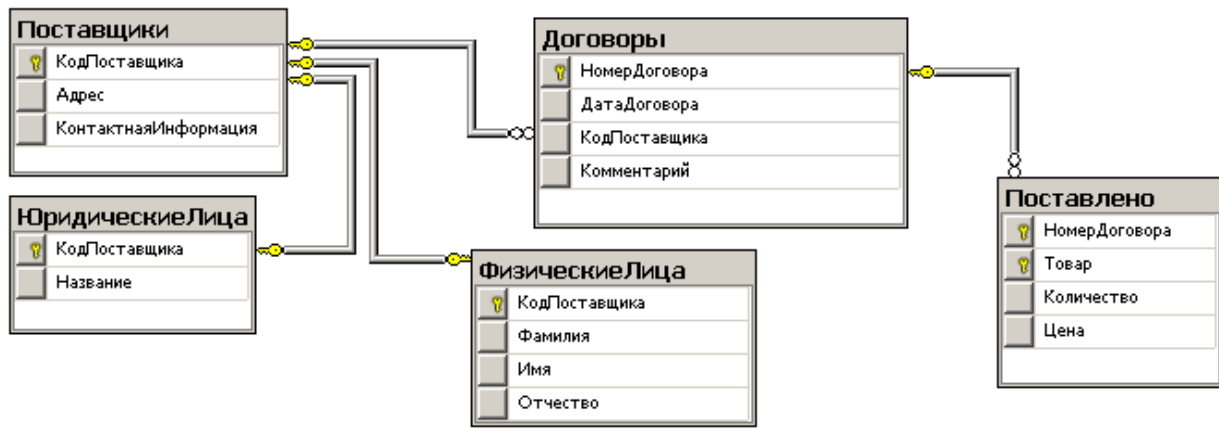 Поставщики
КодПоставщика
Адрес
КонтактнаяИнформация
ЮридическиеЛица
КодПоставщика
Название
ФизическиеЛица
КодПоставщика
Фамилия
Имя
Отчество
Договоры
НомерДоговора
ДатаДоговора
КодПоставщика
Комментарий
Поставлено
НомерДоговора
Товар
Количество
Цена